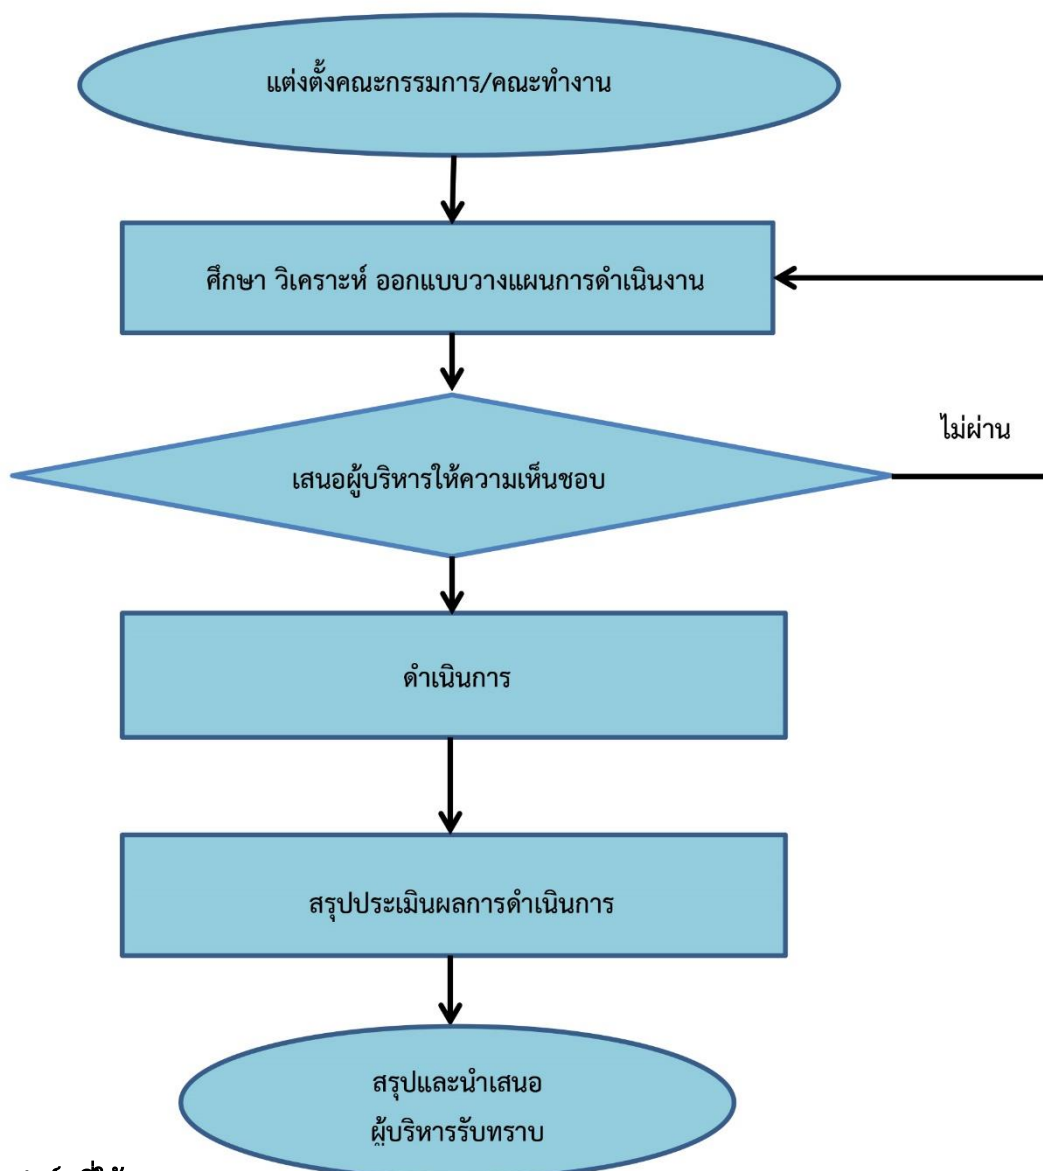 แต่งตั้งคณะกรรมการ/คณะทำงาน
ศึกษา วิเคราะห์ ออกแบบวางแผนการดำเนินงาน
ไม่ผ่าน
เสนอผู้บริหารให้ความเห็นชอบ
ดำเนินการ
สรุปประเมินผลการดำเนินการ
สรุปและนำเสนอ
ผู้บริหารรับทราบ